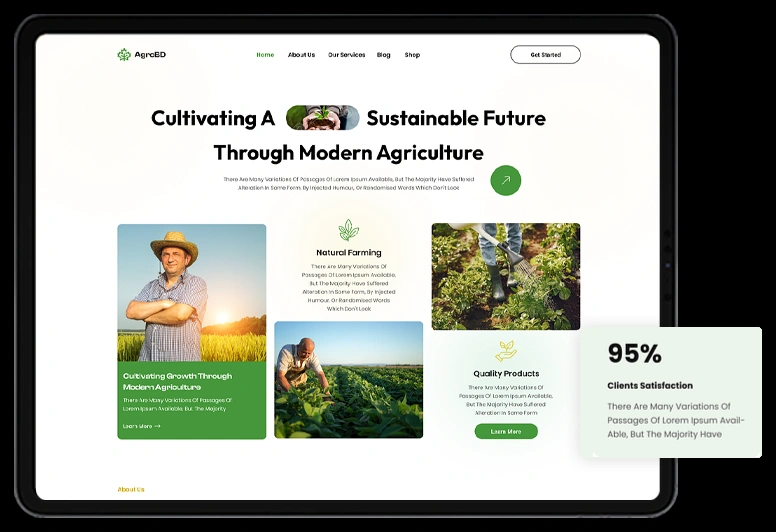 AgroBD
Home About Us Our Services Blog Shop
Get Started
Cultivating A Sustainable Future
Through Modern Agriculture
There Are Many Variations Of Passages Of Lorem Ipsum Available, But The Majority Have Suffered
Alteration In Some Form, By Injected Humour, Or Randomised Words Which Don't Look
Cultivating Growth Through
Modern Agriculture
There Are Many Variations Of Passages Of
Lorem Ipsum Available, But The Majority
Learn More
Natural Farming
There Are Many Variations Of
Passages Of Lorem Ipsum Available,
But The Majority Have Suffered
Alteration In Some Form, By Injected
Humour, Or Randomised Words
Which Don't Look
Quality Products
There Are Many Variations Of
Passages Of Lorem Ipsum Available,
But The Majority Have Suffered
Alteration In Some Form
Learn More
95%
Clients Satisfaction
There Are Many Variations Of
Passages Of Lorem Ipsum Avail-
Able, But The Majority Have
About Us